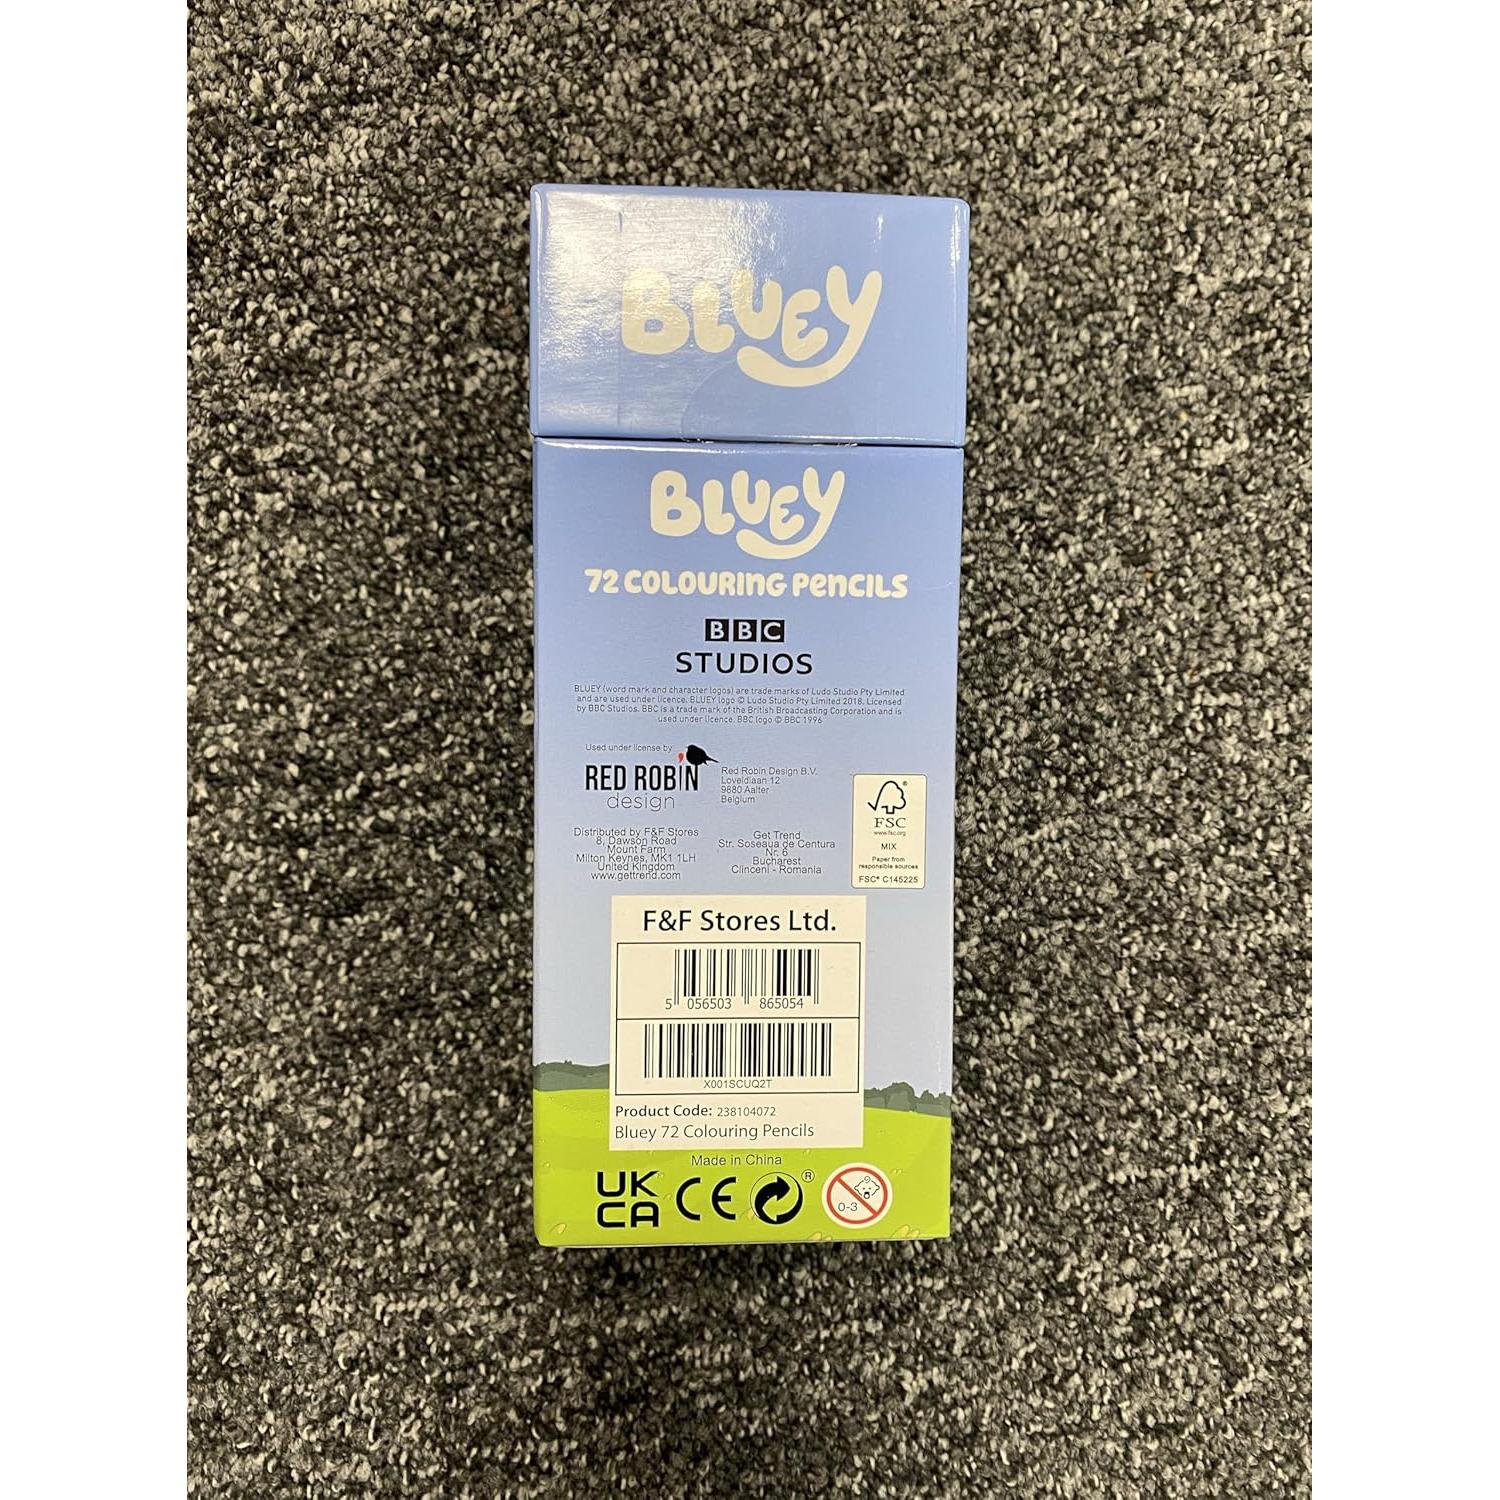 BLUEY
BLUEY
72 COLOURING PENCILS
BBC
STUDIOS
BLUEY (word mark and character logos) are trade marks of Ludo Studio Pty Limited
and are used under licence. BLUEY logo © Ludo Studio Pty Limited 2018. Licensed
by BBC Studios. BBC is a trade mark of the British Broadcasting Corporation and is
used under licence. BBC logo © BBC 1996
Used under license by
RED ROBIN
design
Red Robin Design B.V.
Loveldlaan 12
9880 Aalter
Belgium
Distributed by F&F Stores
8, Dawson Road
Mount Farm
Milton Keynes, MK1 1LH
United Kingdom
www.gettrend.com
Get Trend
Str. Soseaua de Centura
Nr. 6
Bucharest
Clinceni - Romania
®
FSC
www.fsc.org
MIX
Paper from
responsible sources
FSC® C145225
F&F Stores Ltd.
5 056503 865054
X001SCUQ2T
Product Code: 238104072
Bluey 72 Colouring Pencils
Made in China
UK
CA
CE
®
0-3